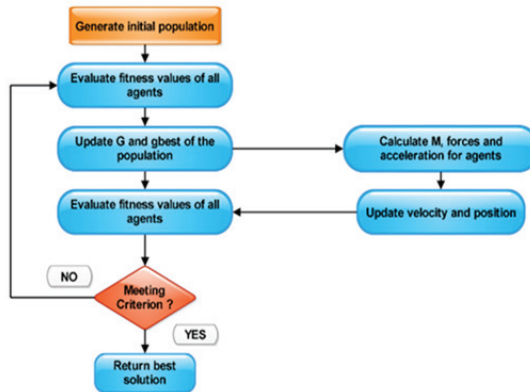 Generate initial population
Evaluate fitness values of all
agents
Update G and gbest of the
population
Calculate M, forces and
acceleration for agents
Evaluate fitness values of all
agents
Update velocity and position
NO
Meeting
Criterion ?
YES
Return best
solution